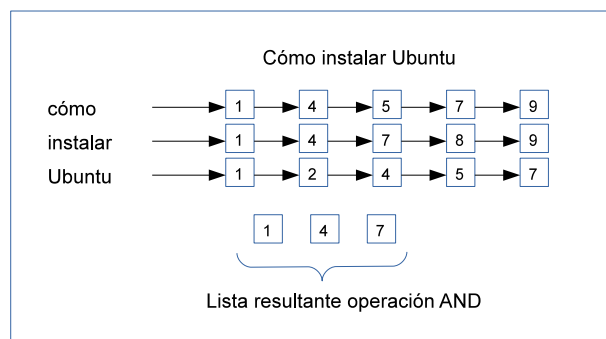 Cómo instalar Ubuntu
cómo 1 4 5 7 9
instalar 1 4 7 8 9
Ubuntu 1 2 4 5 7
1 4 7
Lista resultante operación AND